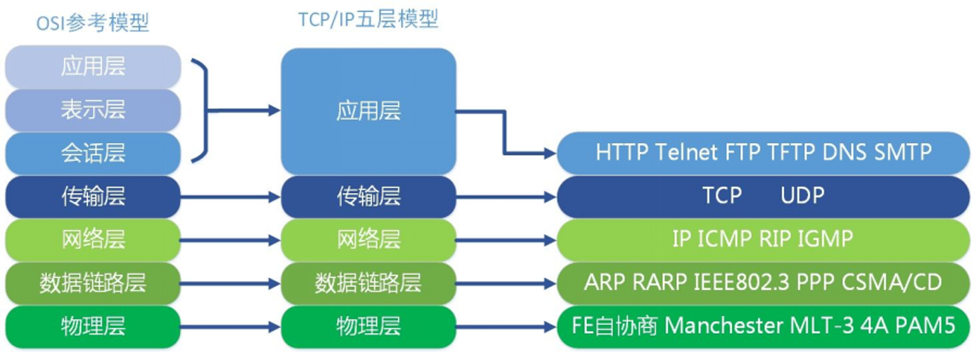 OSI参考模型
TCP/IP五层模型
应用层
表示层
会话层
应用层
HTTP Telnet FTP TFTP DNS SMTP
传输层
传输层
TCP UDP
网络层
网络层
IP ICMP RIP IGMP
数据链路层
数据链路层
ARP RARP IEEE802.3 PPP CSMA/CD
物理层
物理层
FE自协商 Manchester MLT-3 4A PAM5